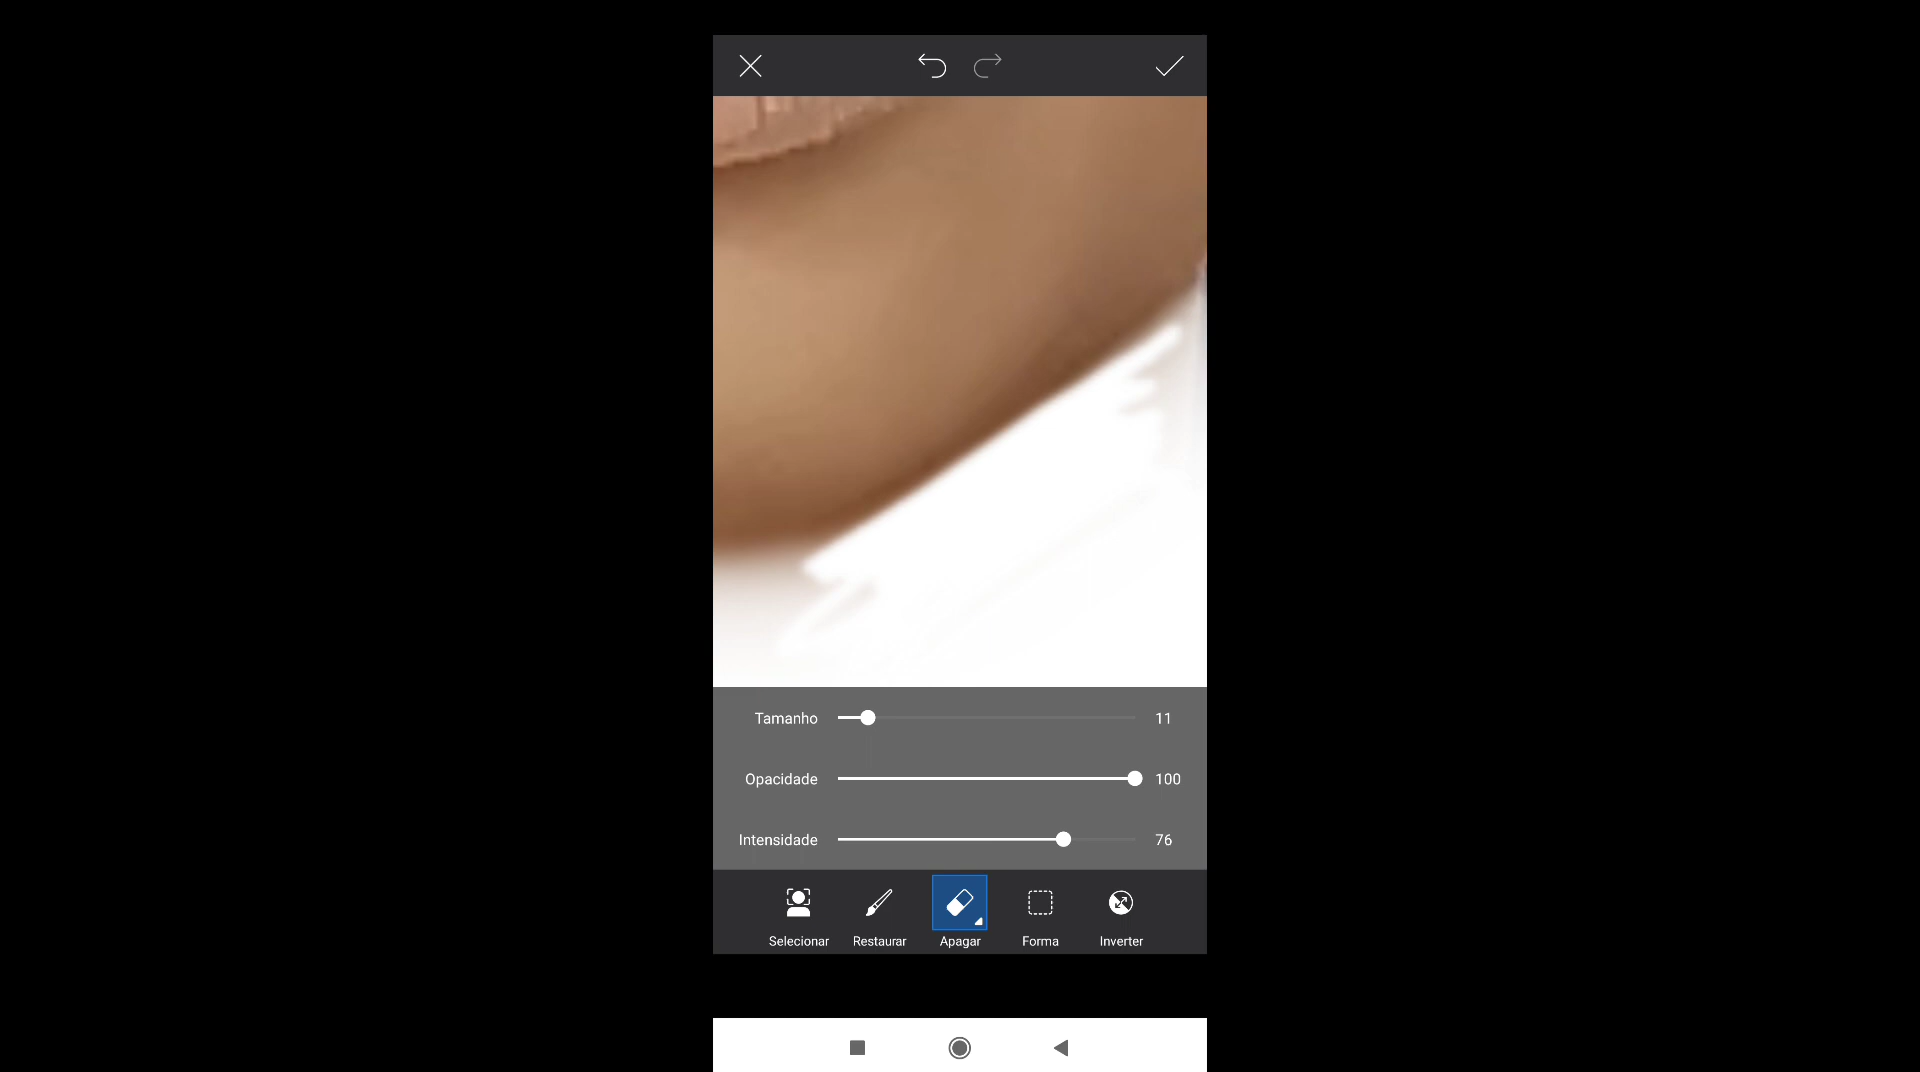 Tamanho 11
Opacidade 100
Intensidade 76
Selecionar Restaurar Apagar Forma Inverter